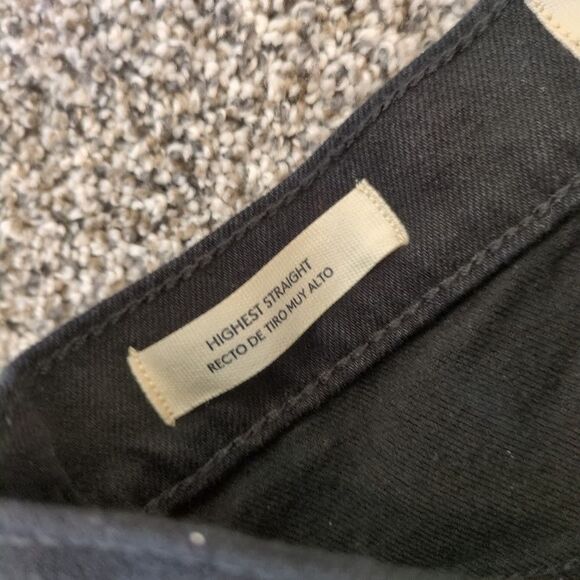 HIGHEST STRAIGHT
RECTO DE TIRO MUY ALTO